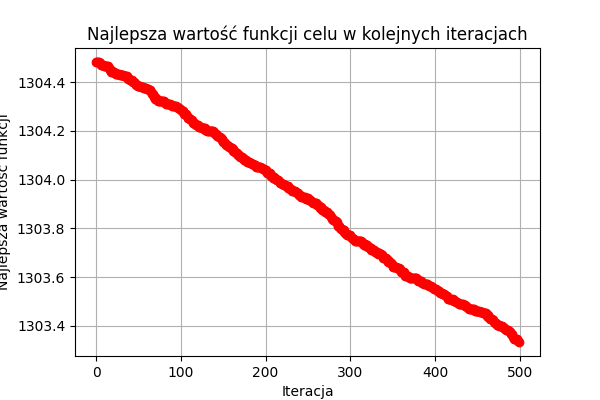 Najlepsza wartość funkcji celu w kolejnych iteracjach
Najlepsza wartość funkcji
1304.4
1304.2
1304.0
1303.8
1303.6
1303.4
0 100 200 300 400 500
Iteracja